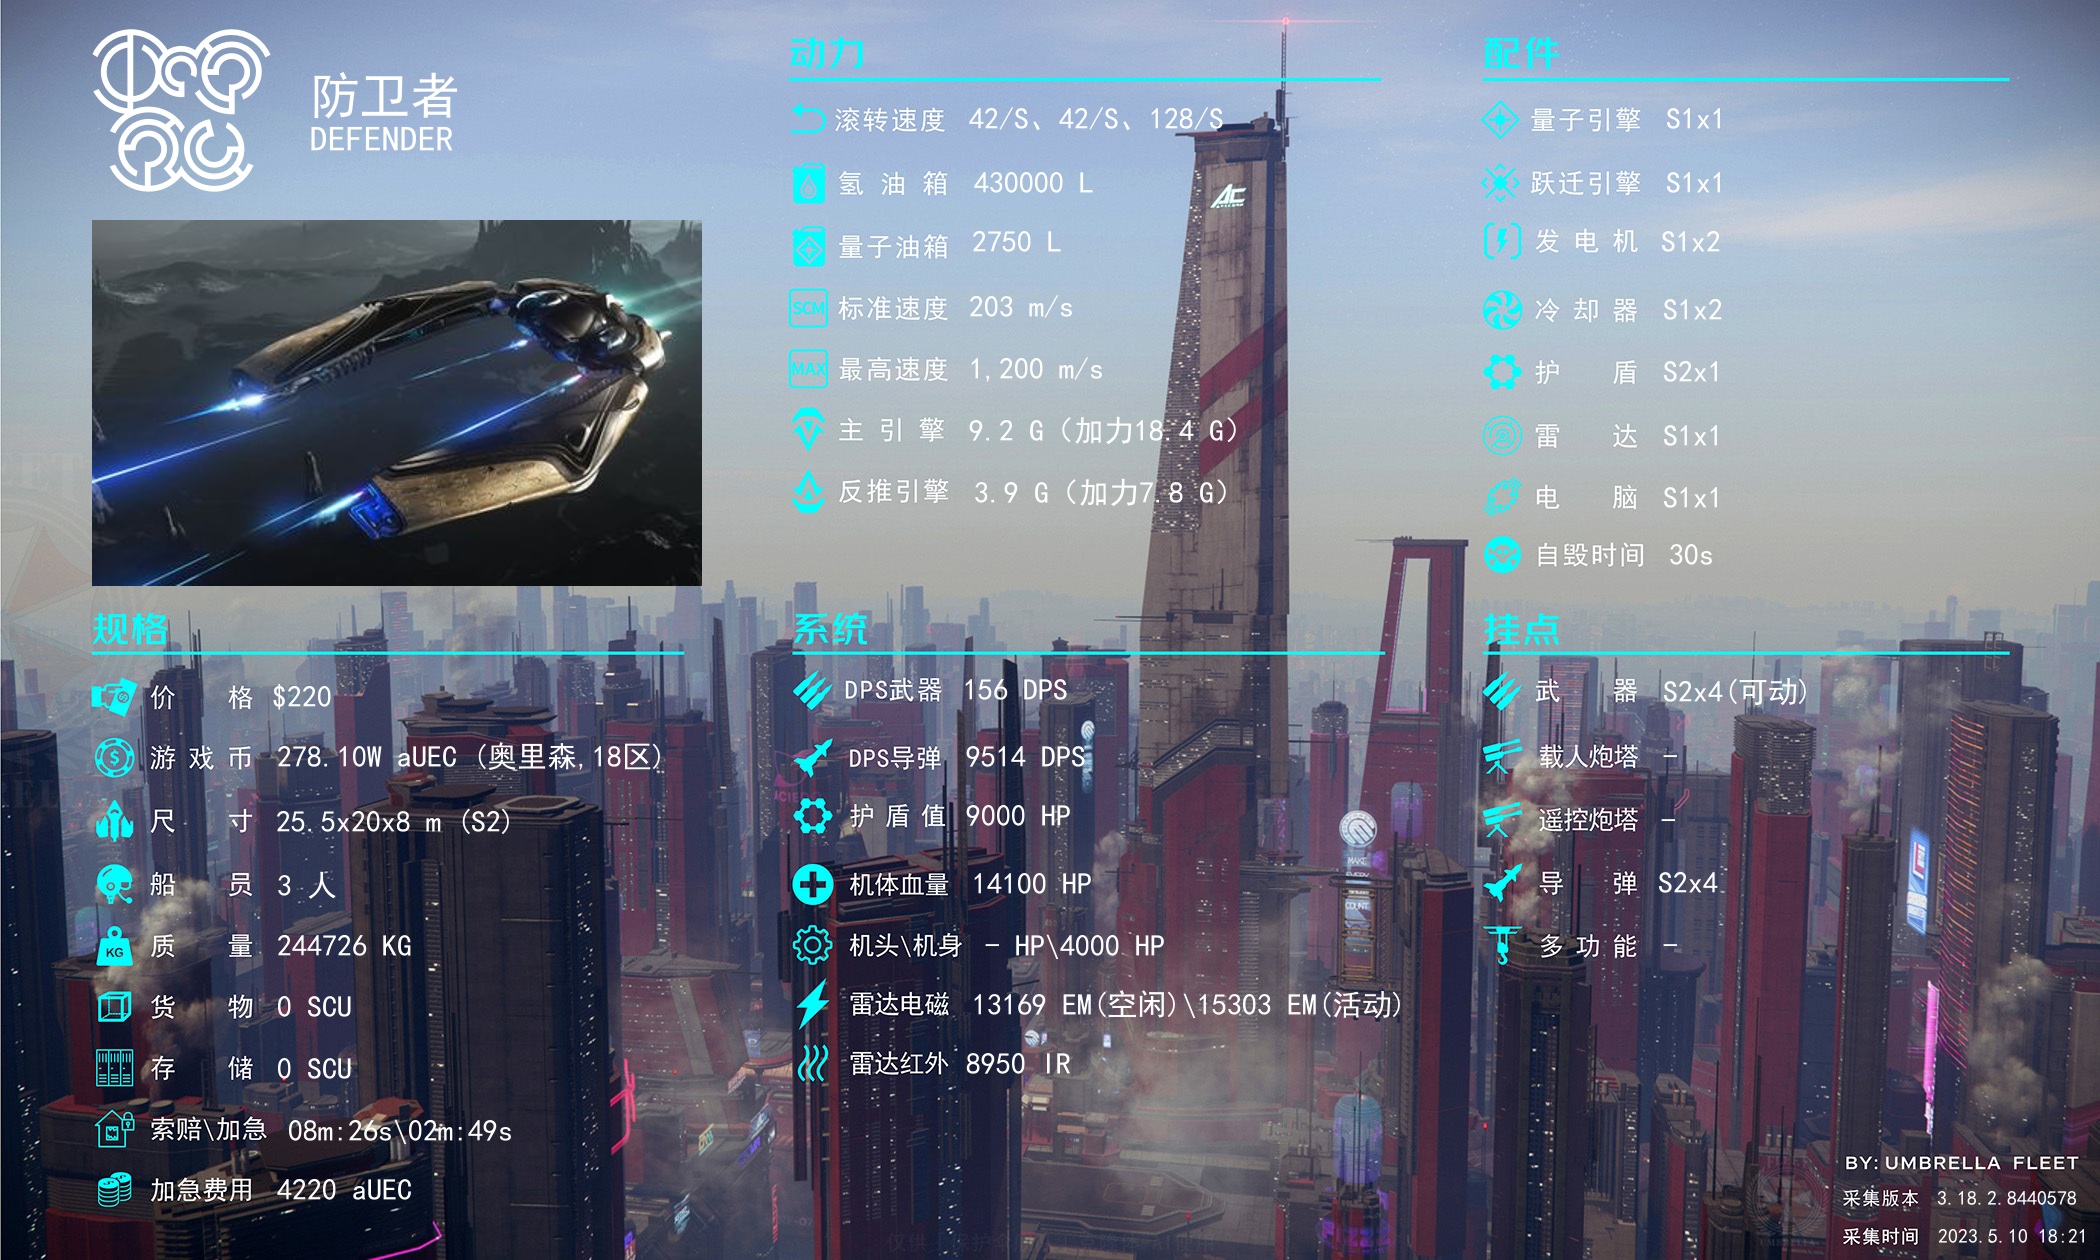 防卫者
DEFENDER
动力
滚转速度 42/S、42/S、128/S
氢油箱 430000 L
量子油箱 2750 L
SCM 标准速度 203 m/s
MAX 最高速度 1,200 m/s
主引擎 9.2 G (加力18.4 G)
反推引擎 3.9 G (加力7.8 G)
配件
量子引擎 S1x1
跃迁引擎 S1x1
发电机 S1x2
冷却器 S1x2
护盾 S2x1
雷达 S1x1
电脑 S1x1
自毁时间 30s
规格
价格 $220
游戏币 278.10W aUEC (奥里森,18区)
尺寸 25.5x20x8 m (S2)
船员 3 人
KG 质量 244726 KG
货物 0 SCU
存储 0 SCU
索赔\加急 08m:26s\02m:49s
加急费用 4220 aUEC
系统
DPS武器 156 DPS
DPS导弹 9514 DPS
护盾值 9000 HP
机体血量 14100 HP
机头\机身 - HP\4000 HP
雷达电磁 13169 EM(空闲)\15303 EM(活动)
雷达红外 8950 IR
挂点
武器 S2x4(可动)
载人炮塔 -
遥控炮塔 -
导弹 S2x4
多功能 -
AC
MAKE
EVERY
COUNT
BY: UMBRELLA FLEET
采集版本 3.18.2.8440578
采集时间 2023.5.10 18:21